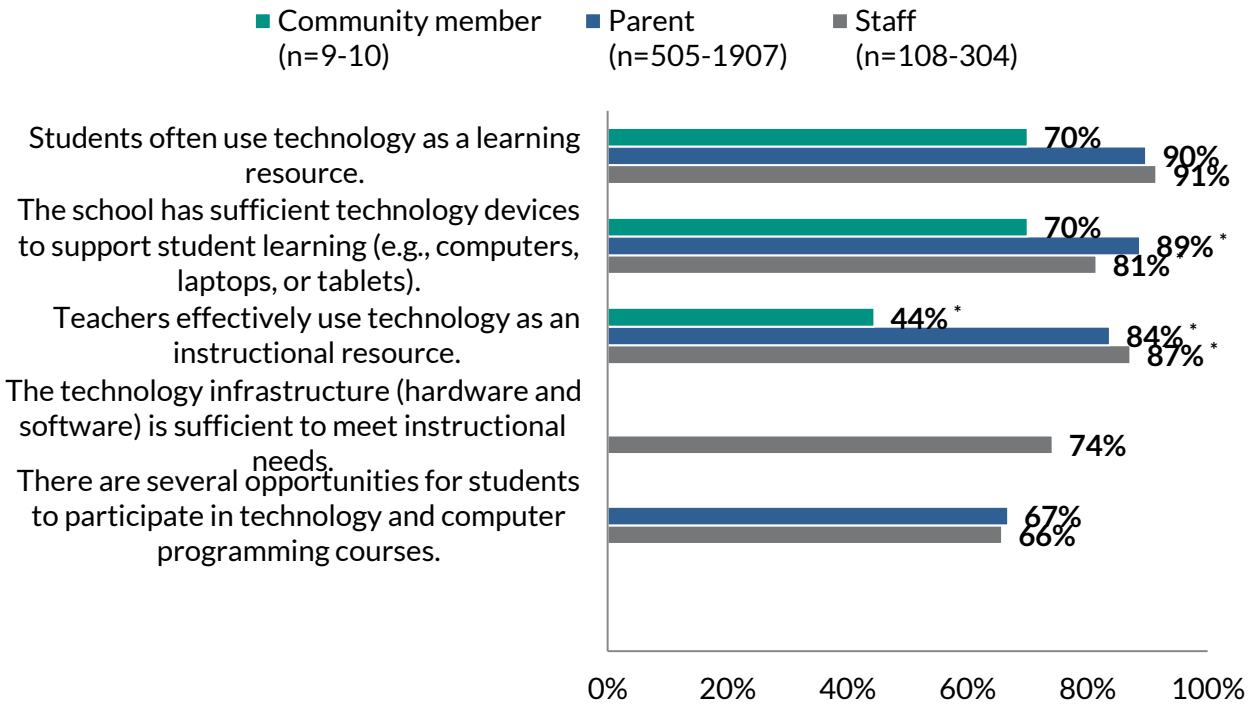 Community member
(n=9-10)
Parent
(n=505-1907)
Staff
(n=108-304)
Students often use technology as a learning
resource.
70%
90%
91%
The school has sufficient technology devices
to support student learning (e.g., computers,
laptops, or tablets).
70%
89% *
81% *
Teachers effectively use technology as an
instructional resource.
44% *
84% *
87% *
The technology infrastructure (hardware and
software) is sufficient to meet instructional
needs.
74%
There are several opportunities for students
to participate in technology and computer
programming courses.
67%
66%
0% 20% 40% 60% 80% 100%